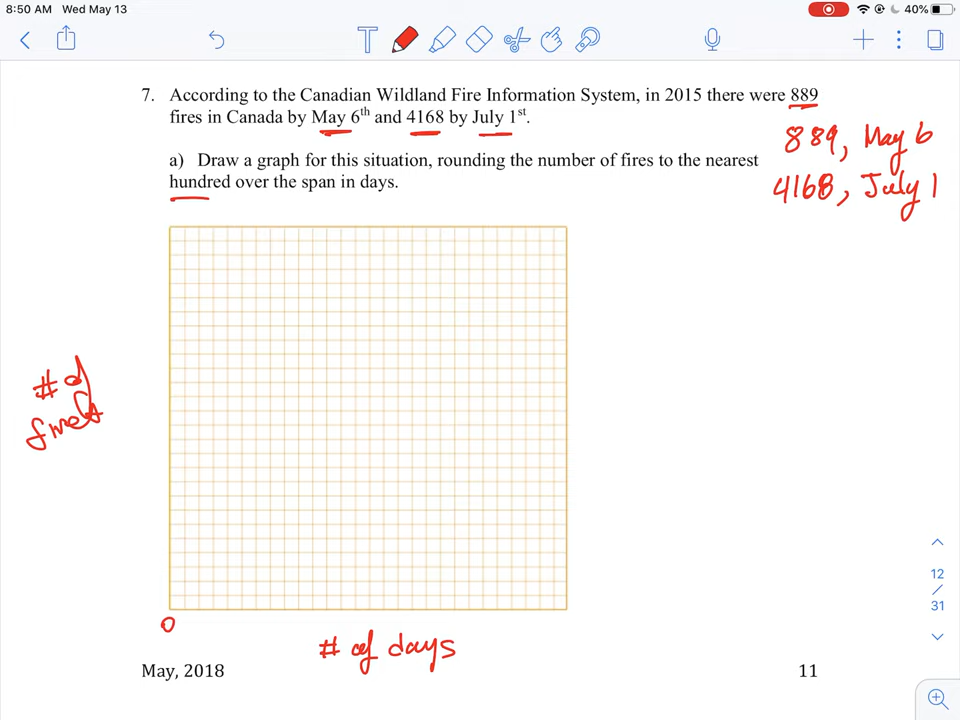 8:50 AM Wed May 13
40%
7. According to the Canadian Wildland Fire Information System, in 2015 there were 889
fires in Canada by May 6th and 4168 by July 1st.
889, May 6
4168, July 1
a) Draw a graph for this situation, rounding the number of fires to the nearest
hundred over the span in days.
# of
fires
0
# of days
12
/
31
May, 2018
11